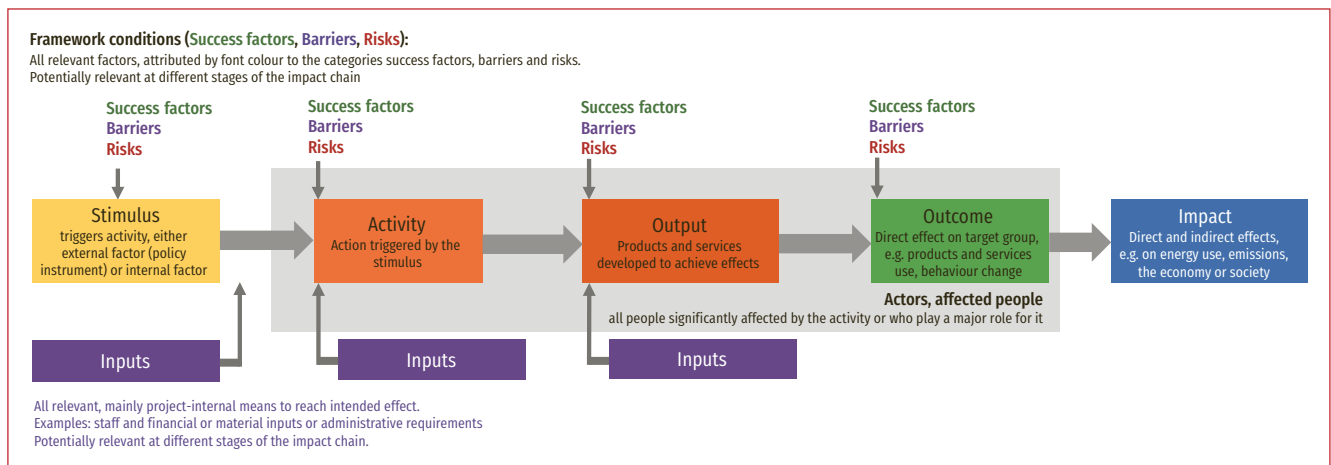 Framework conditions (Success factors, Barriers, Risks):
All relevant factors, attributed by font colour to the categories success factors, barriers and risks.
Potentially relevant at different stages of the impact chain
Success factors
Barriers
Risks
Success factors
Barriers
Risks
Success factors
Barriers
Risks
Success factors
Barriers
Risks
Stimulus
triggers activity, either
external factor (policy
instrument) or internal factor
Activity
Action triggered by the
stimulus
Output
Products and services
developed to achieve effects
Outcome
Direct effect on target group,
e.g. products and services
use, behaviour change
Impact
Direct and indirect effects,
e.g. on energy use, emissions,
the economy or society
Actors, affected people
all people significantly affected by the activity or who play a major role for it
Inputs
Inputs
Inputs
All relevant, mainly project-internal means to reach intended effect.
Examples: staff and financial or material inputs or administrative requirements
Potentially relevant at different stages of the impact chain.